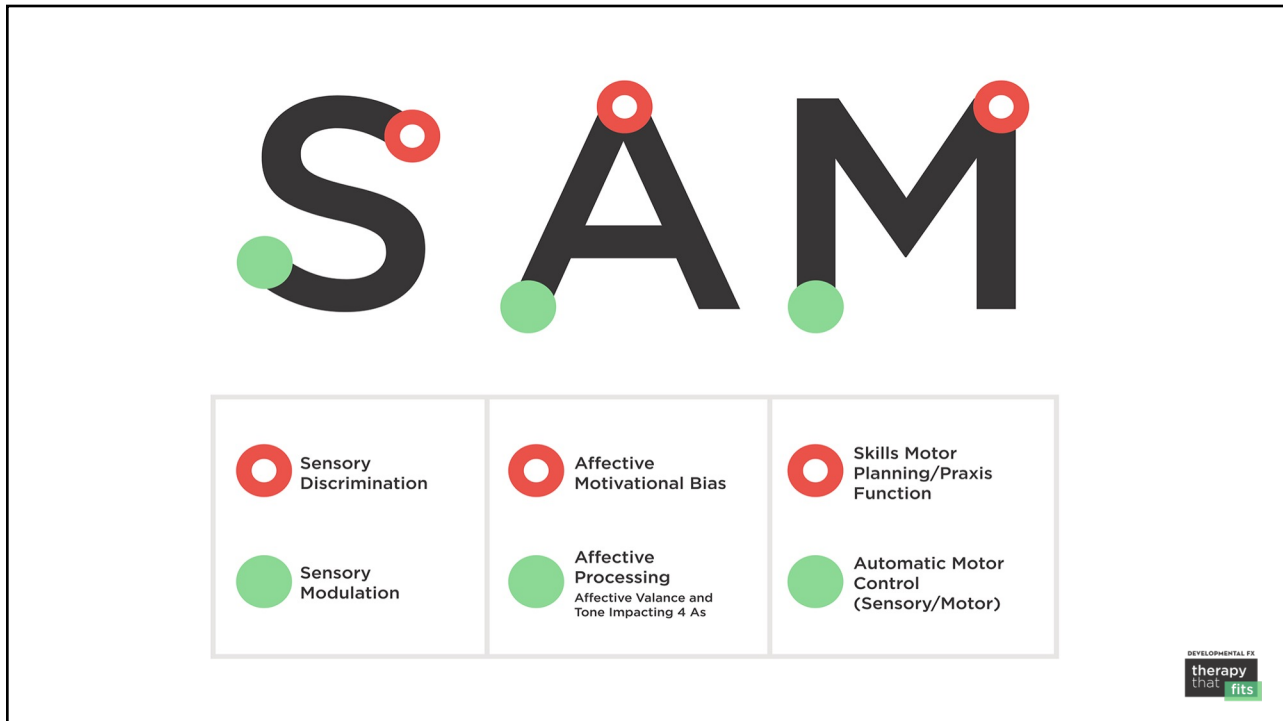 SAM
Sensory
Discrimination
Affective
Motivational Bias
Skills Motor
Planning/Praxis
Function
Sensory
Modulation
Affective
Processing
Affective Valance and
Tone Impacting 4 As
Automatic Motor
Control
(Sensory/Motor)
DEVELOPMENTAL FX
therapy
that fits